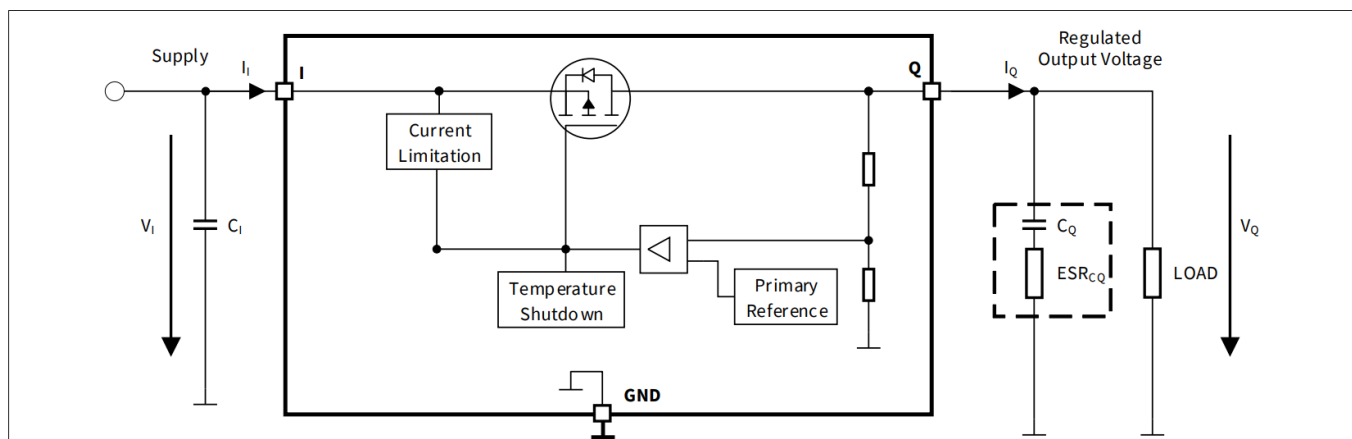 Supply
I_I
I
Q
I_Q
Regulated
Output Voltage
Current
Limitation
V_I
C_I
C_Q
ESR_CQ
LOAD
V_Q
Temperature
Shutdown
Primary
Reference
GND